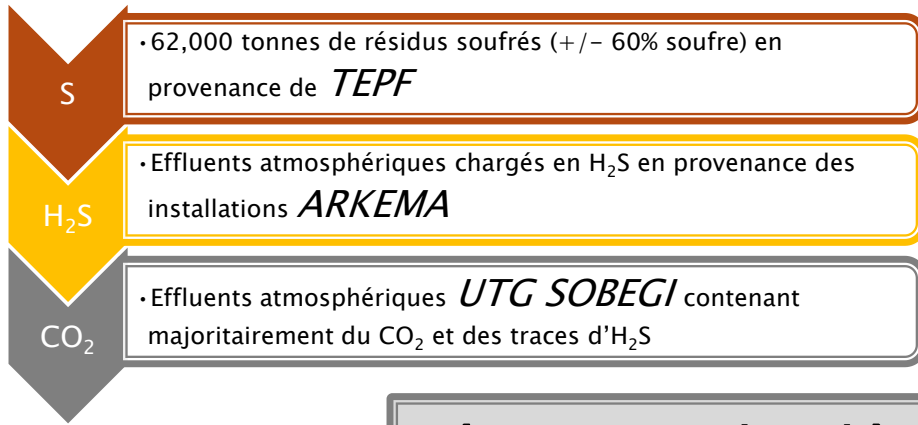 S
·62,000 tonnes de résidus soufrés (+/- 60% soufre) en
provenance de TEPF
H₂S
·Effluents atmosphériques chargés en H₂S en provenance des
installations ARKEMA
CO₂
·Effluents atmosphériques UTG SOBEGI contenant
majoritairement du CO₂ et des traces d’H₂S